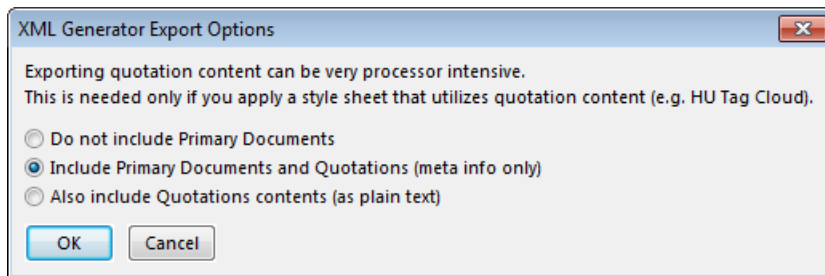 XML Generator Export Options
Exporting quotation content can be very processor intensive.
This is needed only if you apply a style sheet that utilizes quotation content (e.g. HU Tag Cloud).
Do not include Primary Documents
Include Primary Documents and Quotations (meta info only)
Also include Quotations contents (as plain text)
OK Cancel